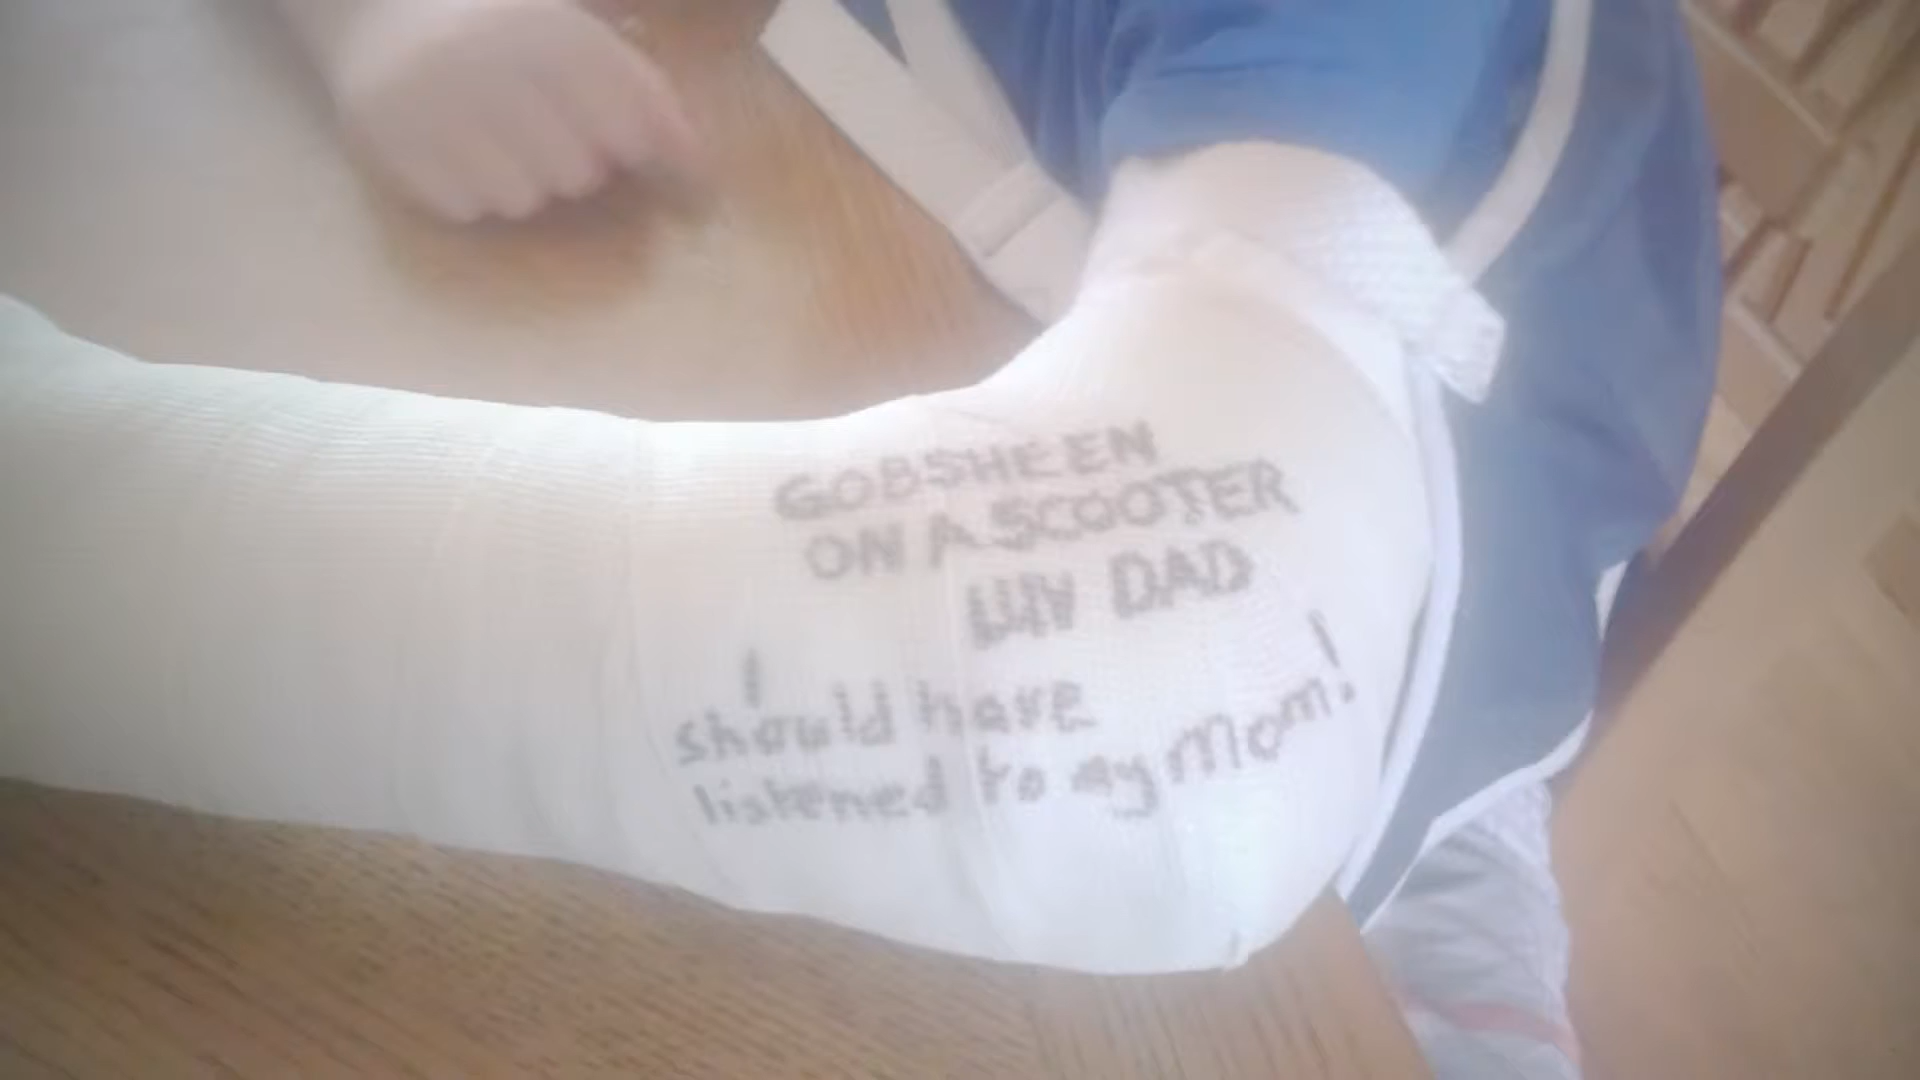 GOBSHEEN
ON A SCOOTER
LUV DAD
I
should have
listened to my Mom!